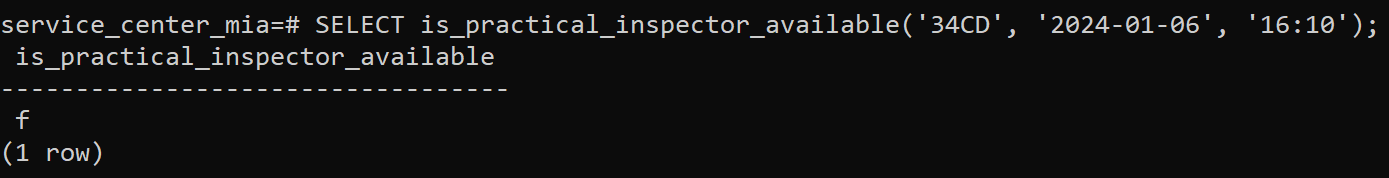 service_center_mia=# SELECT is_practical_inspector_available('34CD', '2024-01-06', '16:10');
 is_practical_inspector_available
----------------------------------
 f
(1 row)